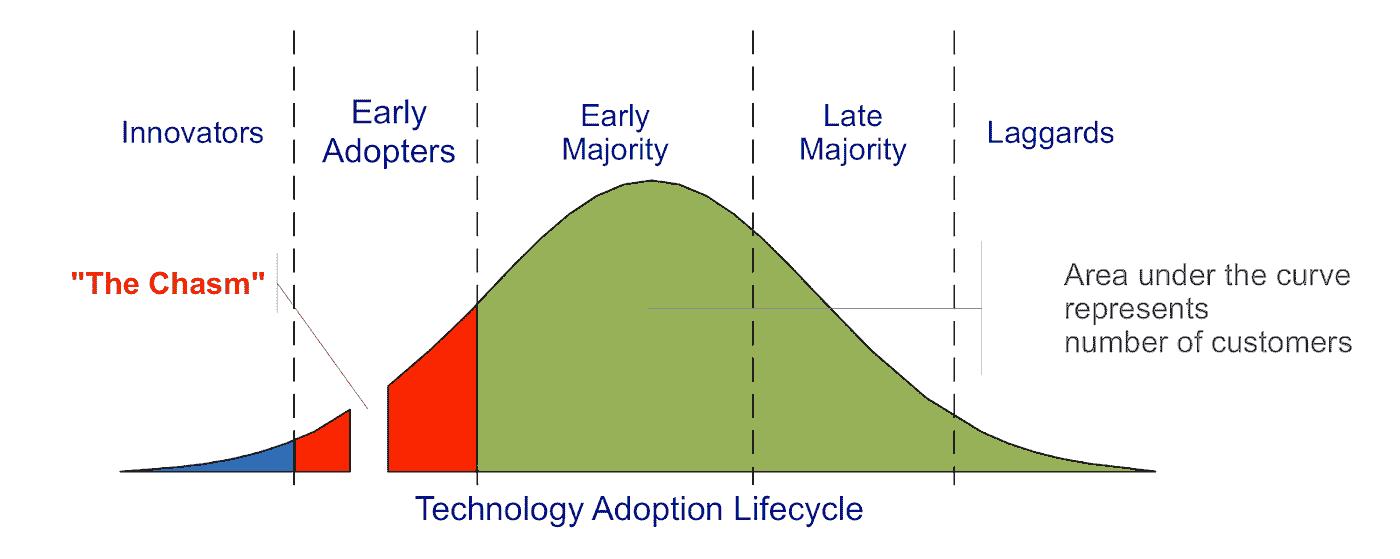 Innovators
Early
Adopters
Early
Majority
Late
Majority
Laggards
"The Chasm"
Area under the curve
represents
number of customers
Technology Adoption Lifecycle